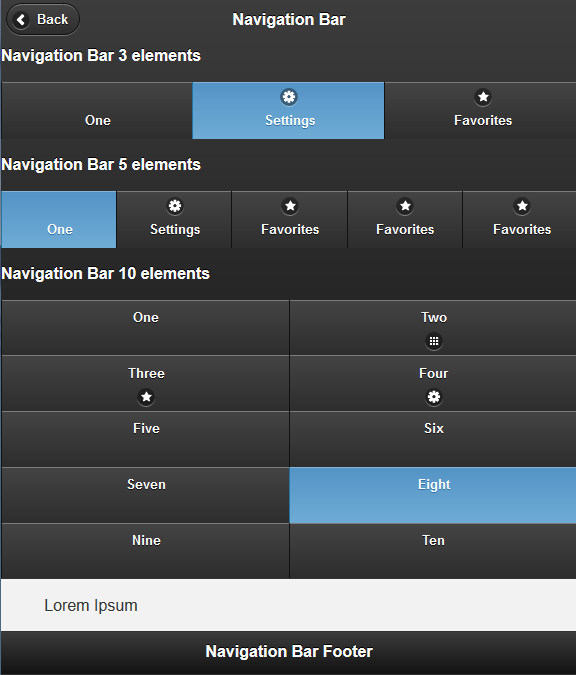 Back Navigation Bar
Navigation Bar 3 elements
One Settings Favorites
Navigation Bar 5 elements
One Settings Favorites Favorites Favorites
Navigation Bar 10 elements
One Two
Three Four
Five Six
Seven Eight
Nine Ten
Lorem Ipsum
Navigation Bar Footer